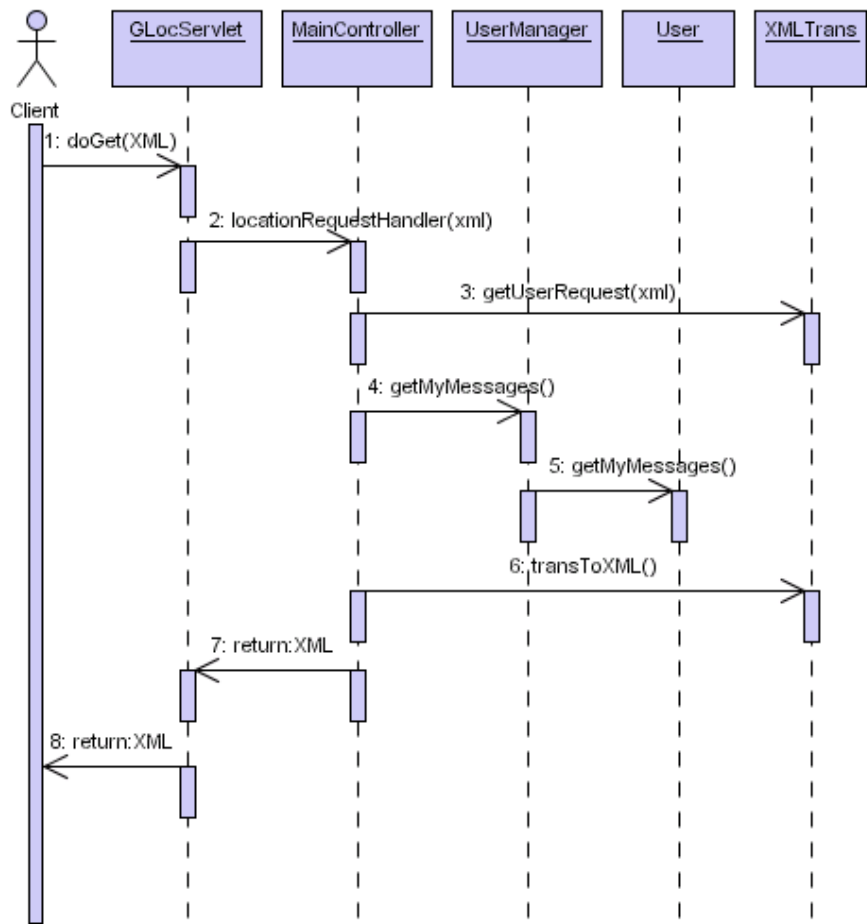 GLocServlet
MainController
UserManager
User
XMLTrans
Client
1: doGet(XML)
2: locationRequestHandler(xml)
3: getUserRequest(xml)
4: getMyMessages()
5: getMyMessages()
6: transToXML()
7: return:XML
8: return:XML